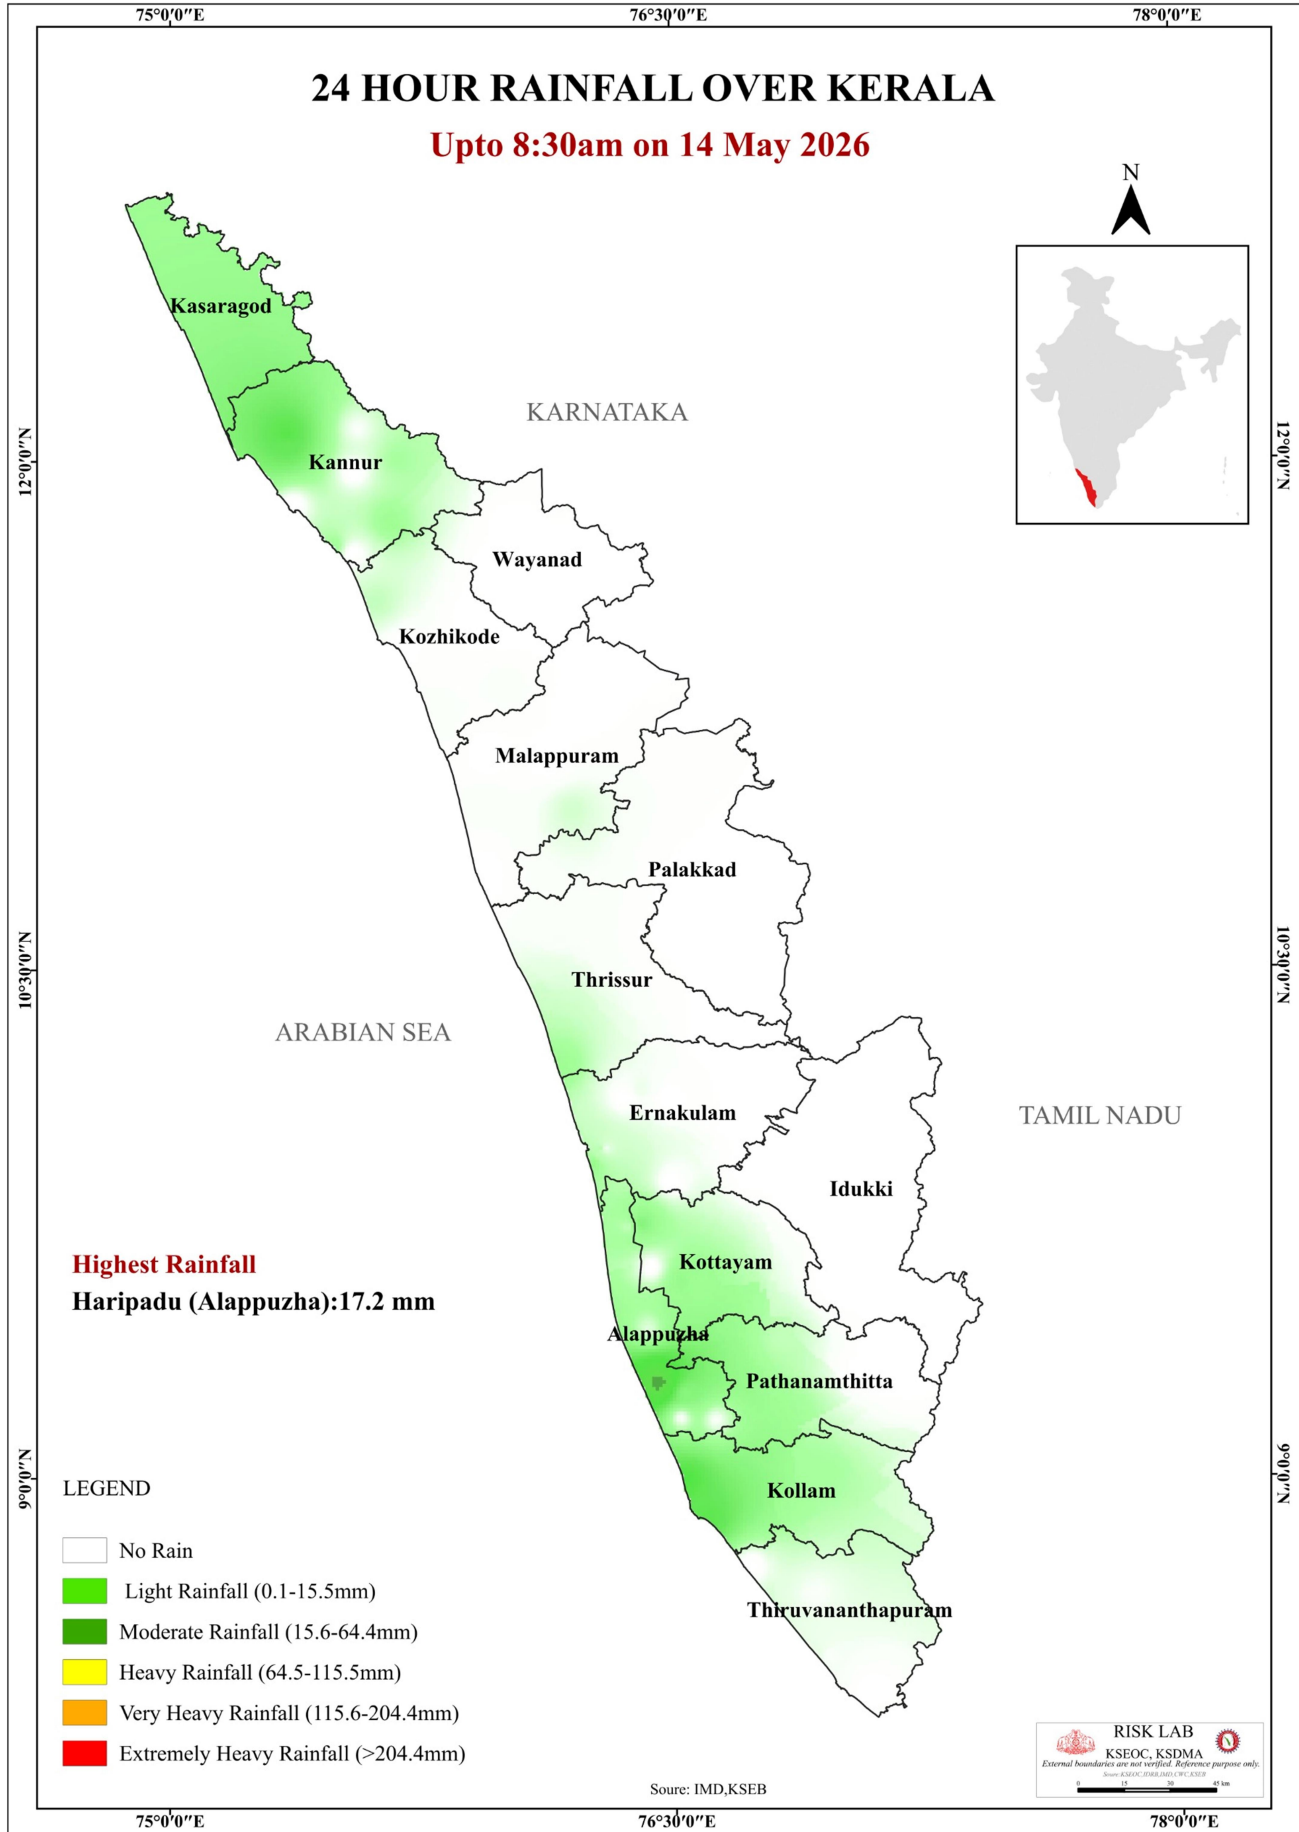 75°0′0″E 76°30′0″E 78°0′0″E
24 HOUR RAINFALL OVER KERALA
Upto 8:30am on 14 May 2026
N
Kasaragod
KARNATAKA
12°0′0″N 12°0′0″N
Kannur
Wayanad
Kozhikode
Malappuram
Palakkad
10°30′0″N 10°30′0″N
Thrissur
ARABIAN SEA
Ernakulam
TAMIL NADU
Idukki
Highest Rainfall
Haripadu (Alappuzha):17.2 mm
Kottayam
Alappuzha
Pathanamthitta
9°0′0″N 9°0′0″N
Kollam
Thiruvananthapuram
LEGEND
No Rain
Light Rainfall (0.1-15.5mm)
Moderate Rainfall (15.6-64.4mm)
Heavy Rainfall (64.5-115.5mm)
Very Heavy Rainfall (115.6-204.4mm)
Extremely Heavy Rainfall (>204.4mm)
Soure: IMD,KSEB
RISK LAB
KSEOC, KSDMA
External boundaries are not verified. Reference purpose only.
Soure:KSEOC,IDRB,IMD,CWC,KSEB
0 15 30 45 km
75°0′0″E 76°30′0″E 78°0′0″E